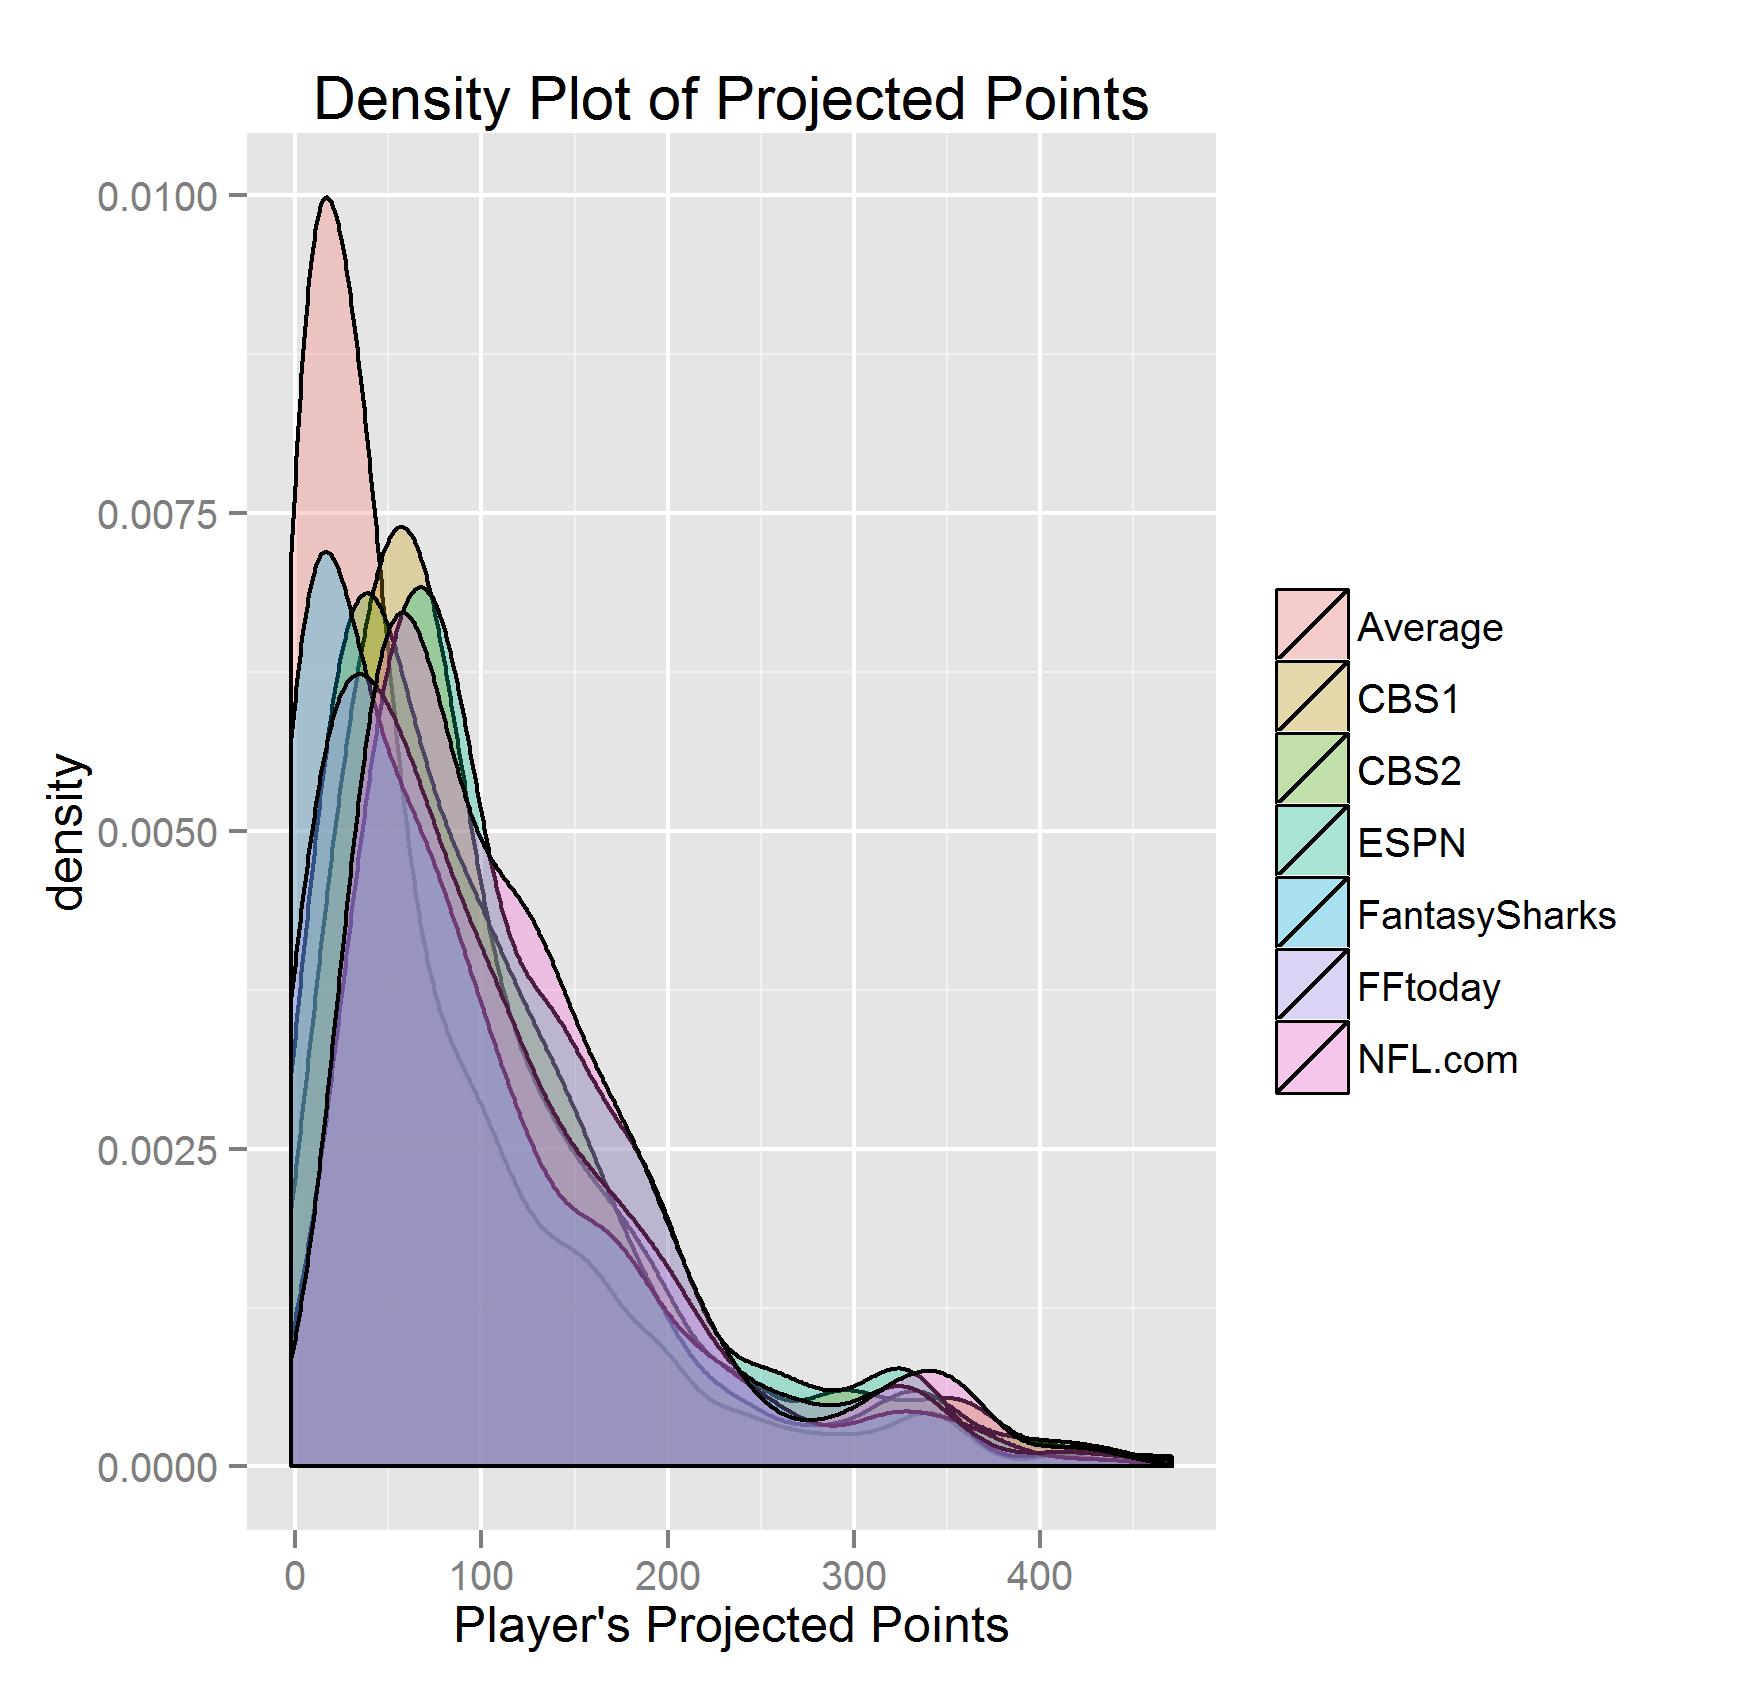 Density Plot of Projected Points
0.0100
0.0075
0.0050
0.0025
0.0000
density
0 100 200 300 400
Player's Projected Points
Average
CBS1
CBS2
ESPN
FantasySharks
FFtoday
NFL.com